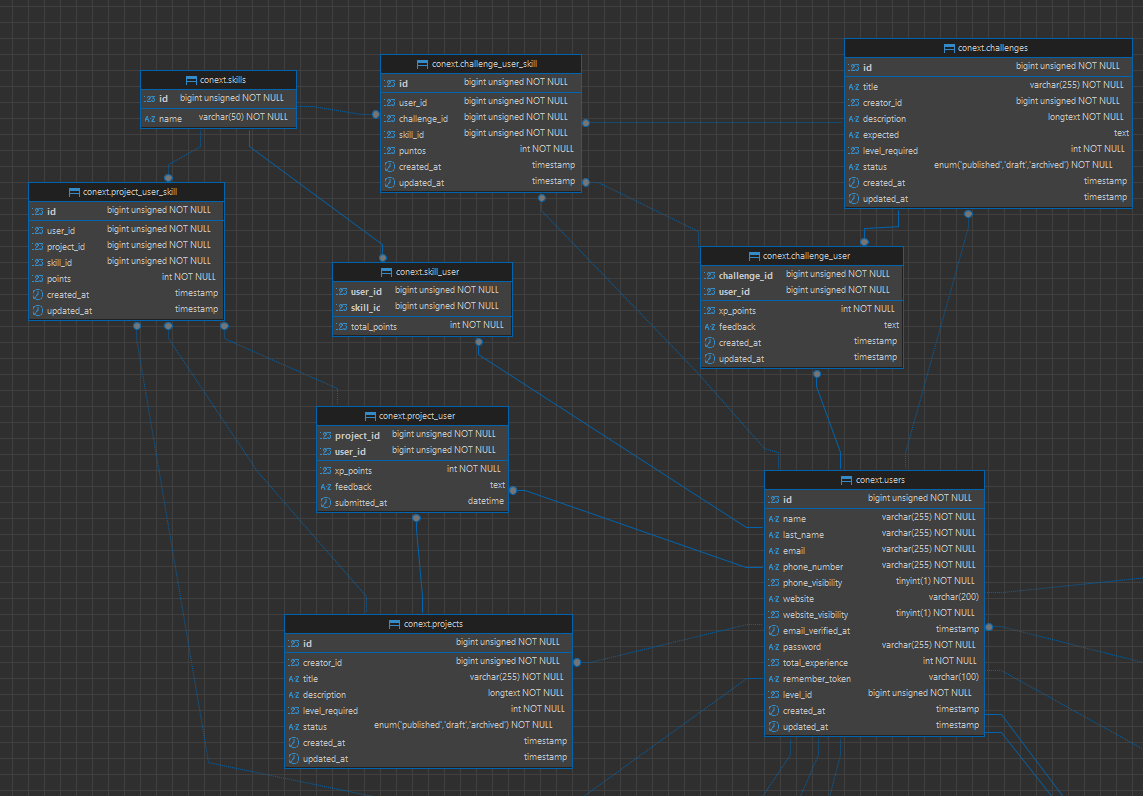 conext.skills
id bigint unsigned NOT NULL
name varchar(50) NOT NULL
conext.challenge_user_skill
id bigint unsigned NOT NULL
user_id bigint unsigned NOT NULL
challenge_id bigint unsigned NOT NULL
skill_id bigint unsigned NOT NULL
puntos int NOT NULL
created_at timestamp
updated_at timestamp
conext.challenges
id bigint unsigned NOT NULL
title varchar(255) NOT NULL
creator_id bigint unsigned NOT NULL
description longtext NOT NULL
expected text
level_required int NOT NULL
status enum('published','draft','archived') NOT NULL
created_at timestamp
updated_at timestamp
conext.project_user_skill
id bigint unsigned NOT NULL
user_id bigint unsigned NOT NULL
project_id bigint unsigned NOT NULL
skill_id bigint unsigned NOT NULL
points int NOT NULL
created_at timestamp
updated_at timestamp
conext.skill_user
user_id bigint unsigned NOT NULL
skill_ic bigint unsigned NOT NULL
total_points int NOT NULL
conext.challenge_user
challenge_id bigint unsigned NOT NULL
user_id bigint unsigned NOT NULL
xp_points int NOT NULL
feedback text
created_at timestamp
updated_at timestamp
conext.project_user
project_id bigint unsigned NOT NULL
user_id bigint unsigned NOT NULL
xp_points int NOT NULL
feedback text
submitted_at datetime
conext.users
id bigint unsigned NOT NULL
name varchar(255) NOT NULL
last_name varchar(255) NOT NULL
email varchar(255) NOT NULL
phone_number varchar(255) NOT NULL
phone_visibility tinyint(1) NOT NULL
website varchar(200)
website_visibility tinyint(1) NOT NULL
email_verified_at timestamp
password varchar(255) NOT NULL
total_experience int NOT NULL
remember_token varchar(100)
level_id bigint unsigned NOT NULL
created_at timestamp
updated_at timestamp
conext.projects
id bigint unsigned NOT NULL
creator_id bigint unsigned NOT NULL
title varchar(255) NOT NULL
description longtext NOT NULL
level_required int NOT NULL
status enum('published','draft','archived') NOT NULL
created_at timestamp
updated_at timestamp